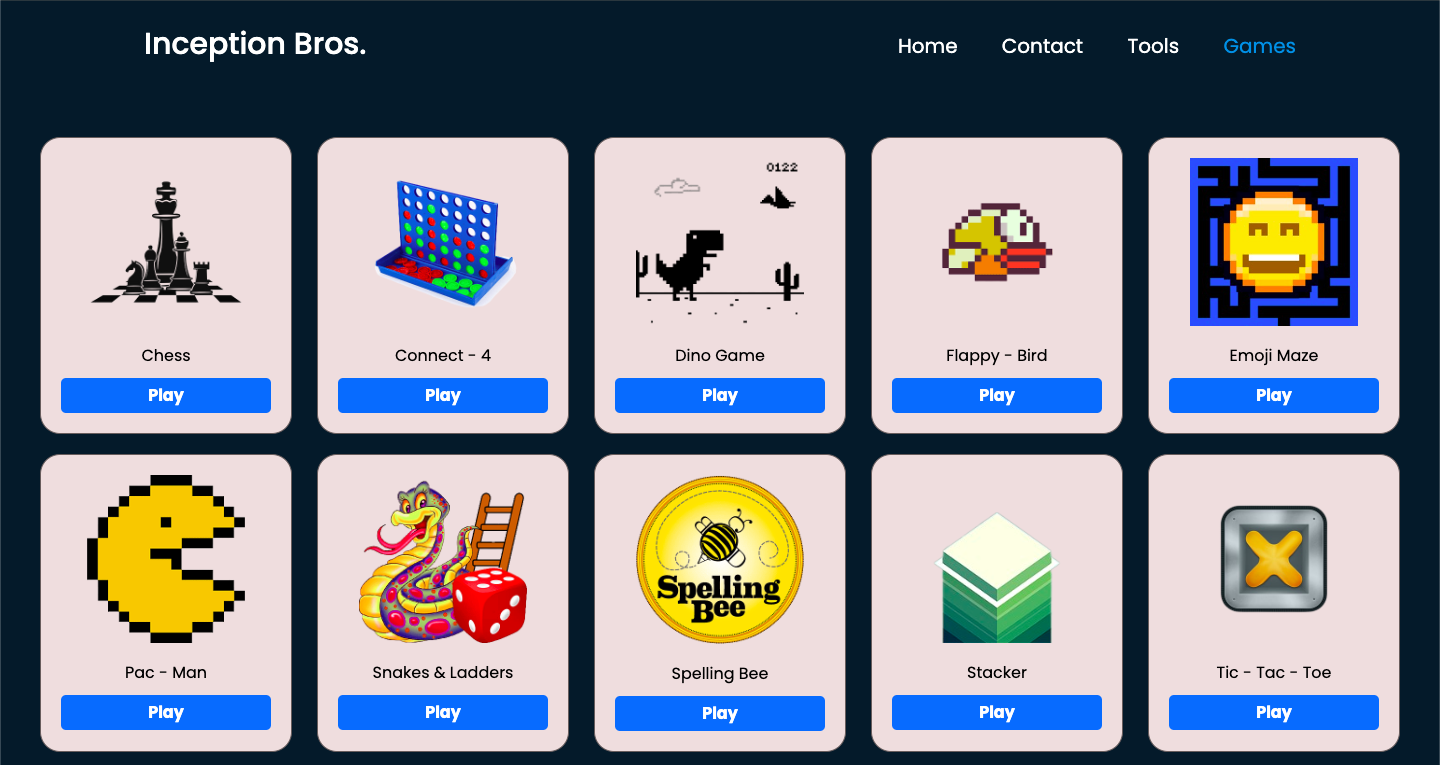 Inception Bros.
Home Contact Tools Games
0122
Chess
Play
Connect - 4
Play
Dino Game
Play
Flappy - Bird
Play
Emoji Maze
Play
Pac - Man
Play
Snakes & Ladders
Play
Spelling
Bee
Spelling Bee
Play
Stacker
Play
Tic - Tac - Toe
Play